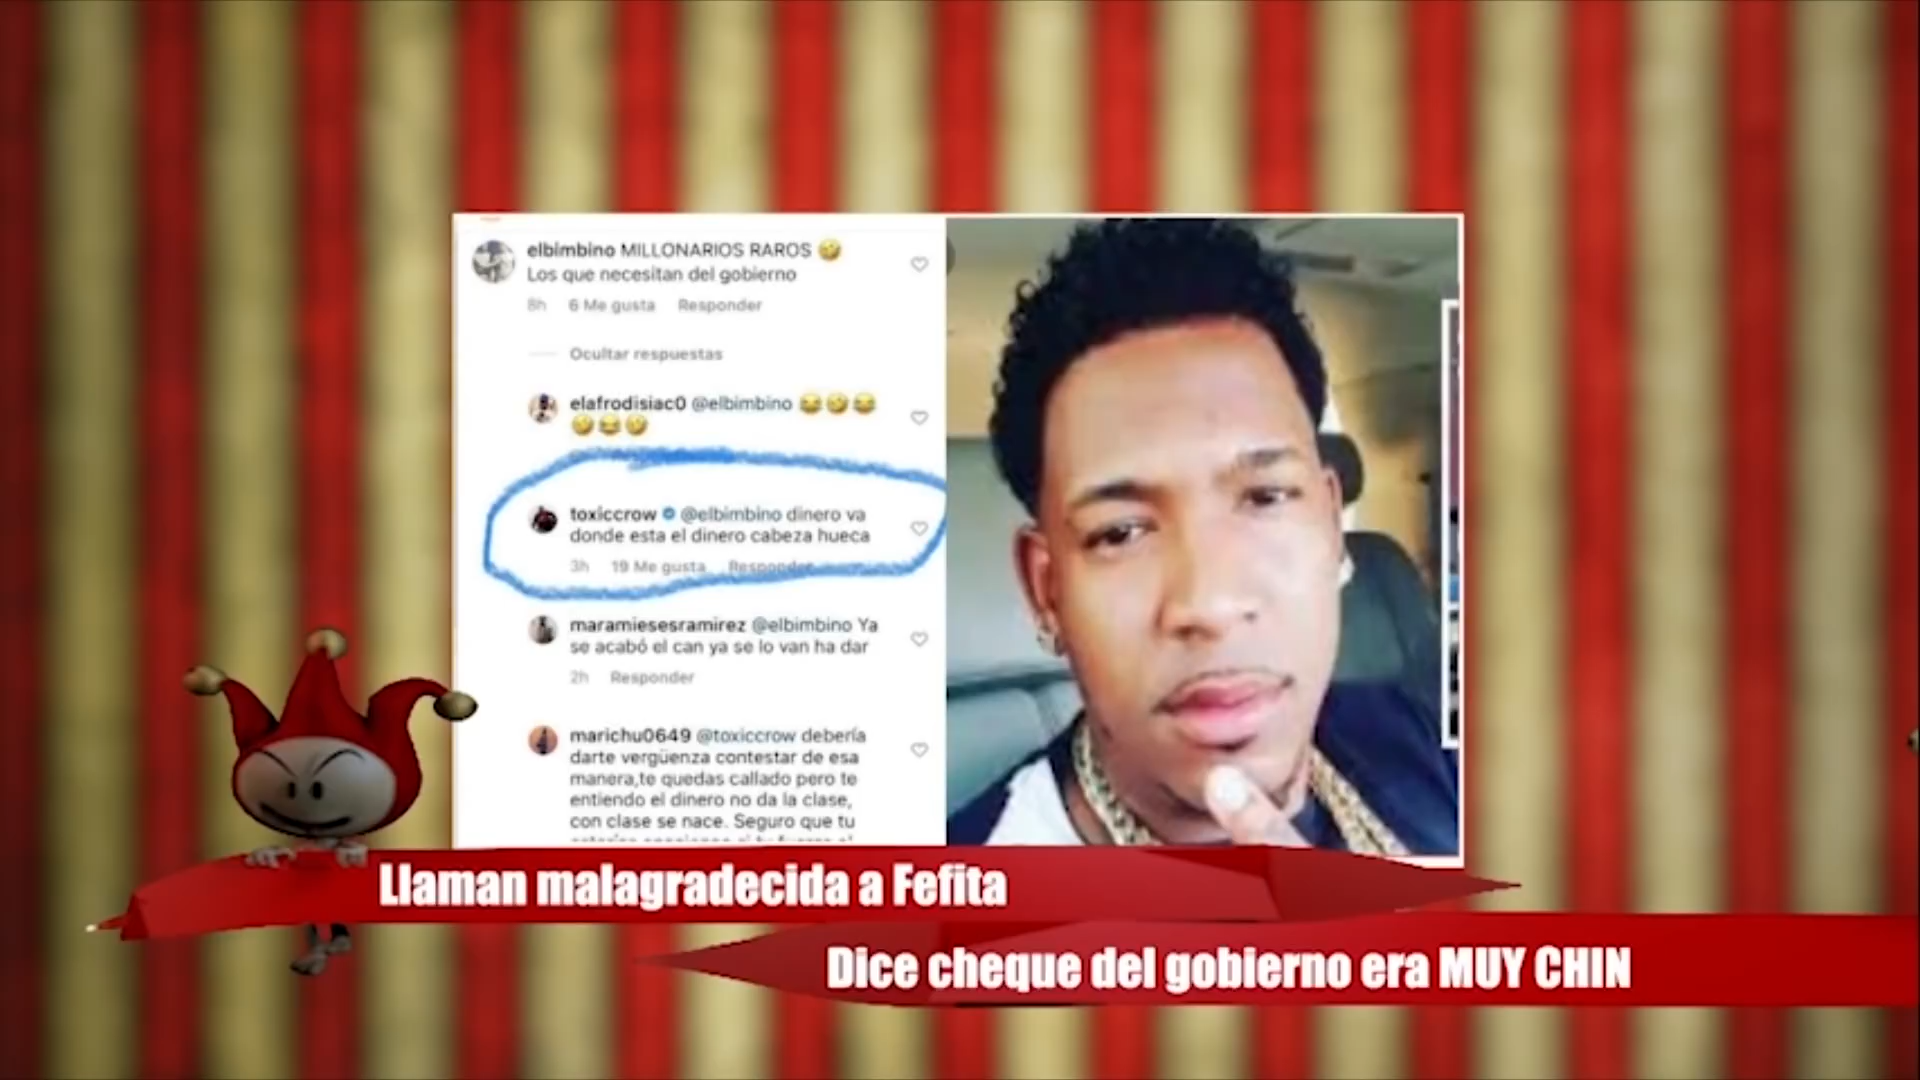 elbimbino MILLONARIOS RAROS 🤣
Los que necesitan del gobierno
8h 6 Me gusta Responder
Ocultar respuestas
elafrodisiac0 @elbimbino 😂🤣😂
🤣😂🤣
toxiccrow @elbimbino dinero va
donde esta el dinero cabeza hueca
3h 19 Me gusta Responder
maramiesesramirez @elbimbino Ya
se acabó el can ya se lo van ha dar
2h Responder
marichu0649 @toxiccrow debería
darte vergüenza contestar de esa
manera,te quedas callado pero te
entiendo el dinero no da la clase,
con clase se nace. Seguro que tu
Llaman malagradecida a Fefita
Dice cheque del gobierno era MUY CHIN